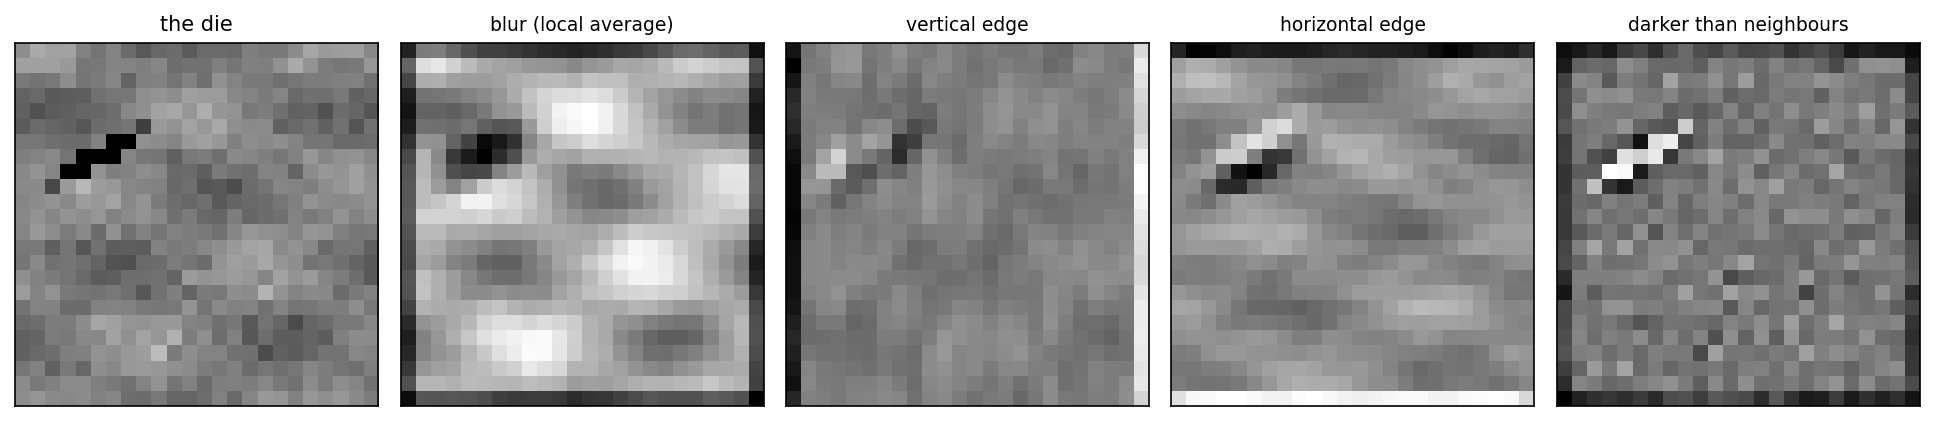 the die
blur (local average)
vertical edge
horizontal edge
darker than neighbours